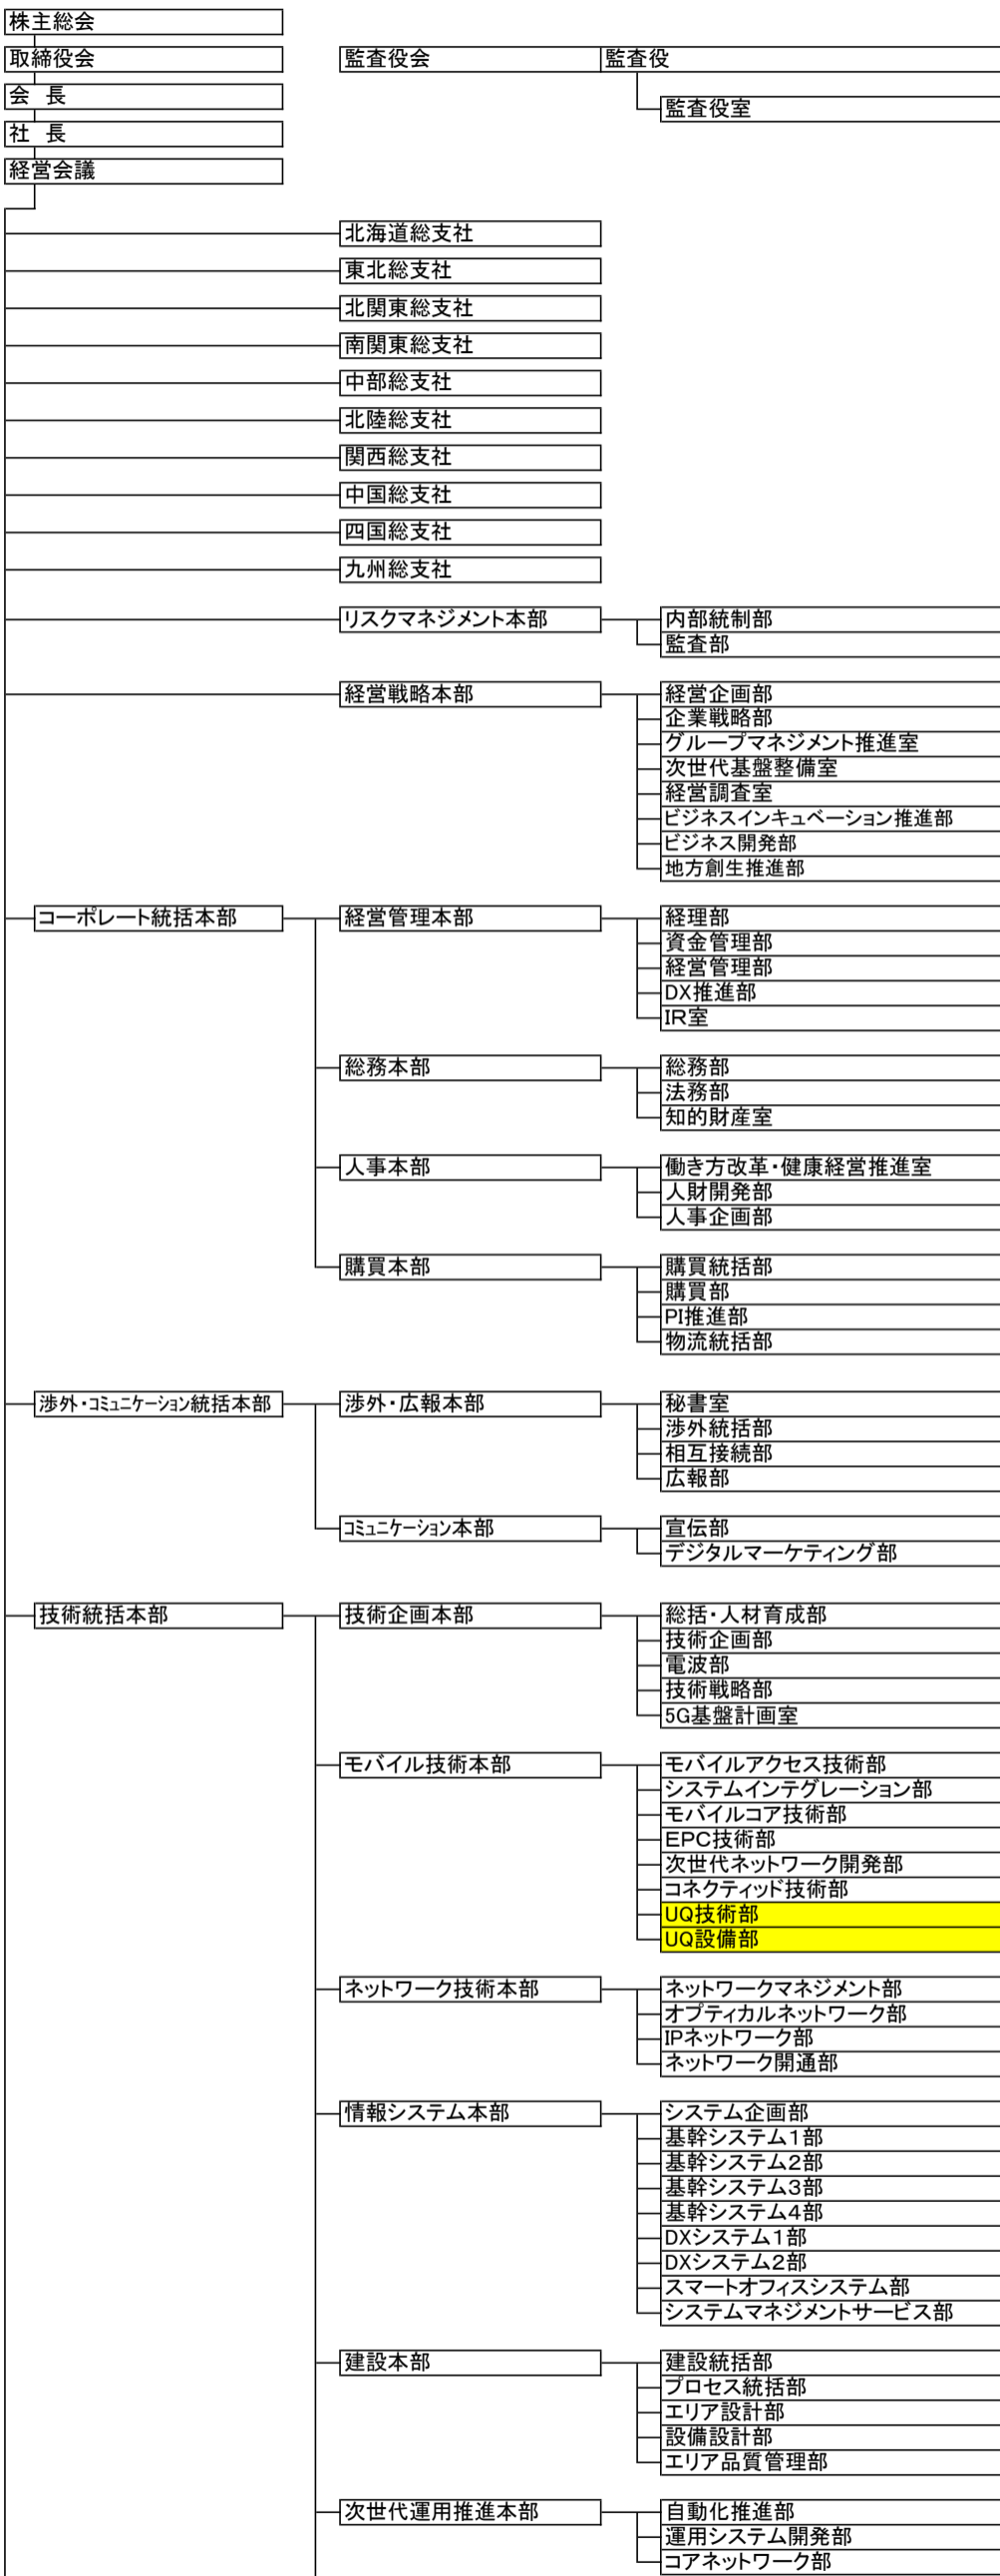 株主総会
取締役会
監査役会
監査役
会　長
監査役室
社　長
経営会議
北海道総支社
東北総支社
北関東総支社
南関東総支社
中部総支社
北陸総支社
関西総支社
中国総支社
四国総支社
九州総支社
リスクマネジメント本部
内部統制部
監査部
経営戦略本部
経営企画部
企業戦略部
グループマネジメント推進室
次世代基盤整備室
経営調査室
ビジネスインキュベーション推進部
ビジネス開発部
地方創生推進部
コーポレート統括本部
経営管理本部
経理部
資金管理部
経営管理部
DX推進部
IR室
総務本部
総務部
法務部
知的財産室
人事本部
働き方改革・健康経営推進室
人財開発部
人事企画部
購買本部
購買統括部
購買部
PI推進部
物流統括部
渉外・コミュニケーション統括本部
渉外・広報本部
秘書室
渉外統括部
相互接続部
広報部
コミュニケーション本部
宣伝部
デジタルマーケティング部
技術統括本部
技術企画本部
総括・人材育成部
技術企画部
電波部
技術戦略部
5G基盤計画室
モバイル技術本部
モバイルアクセス技術部
システムインテグレーション部
モバイルコア技術部
EPC技術部
次世代ネットワーク開発部
コネクティッド技術部
UQ技術部
UQ設備部
ネットワーク技術本部
ネットワークマネジメント部
オプティカルネットワーク部
IPネットワーク部
ネットワーク開通部
情報システム本部
システム企画部
基幹システム1部
基幹システム2部
基幹システム3部
基幹システム4部
DXシステム1部
DXシステム2部
スマートオフィスシステム部
システムマネジメントサービス部
建設本部
建設統括部
プロセス統括部
エリア設計部
設備設計部
エリア品質管理部
次世代運用推進本部
自動化推進部
運用システム開発部
コアネットワーク部